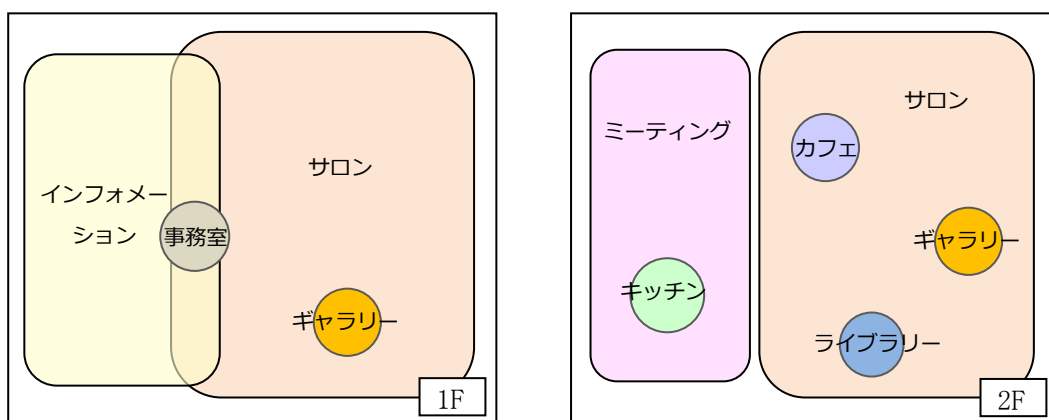 サロン
インフォメー
ション
事務室
ギャラリー
1F
サロン
ミーティング
カフェ
ギャラリー
キッチン
ライブラリー
2F